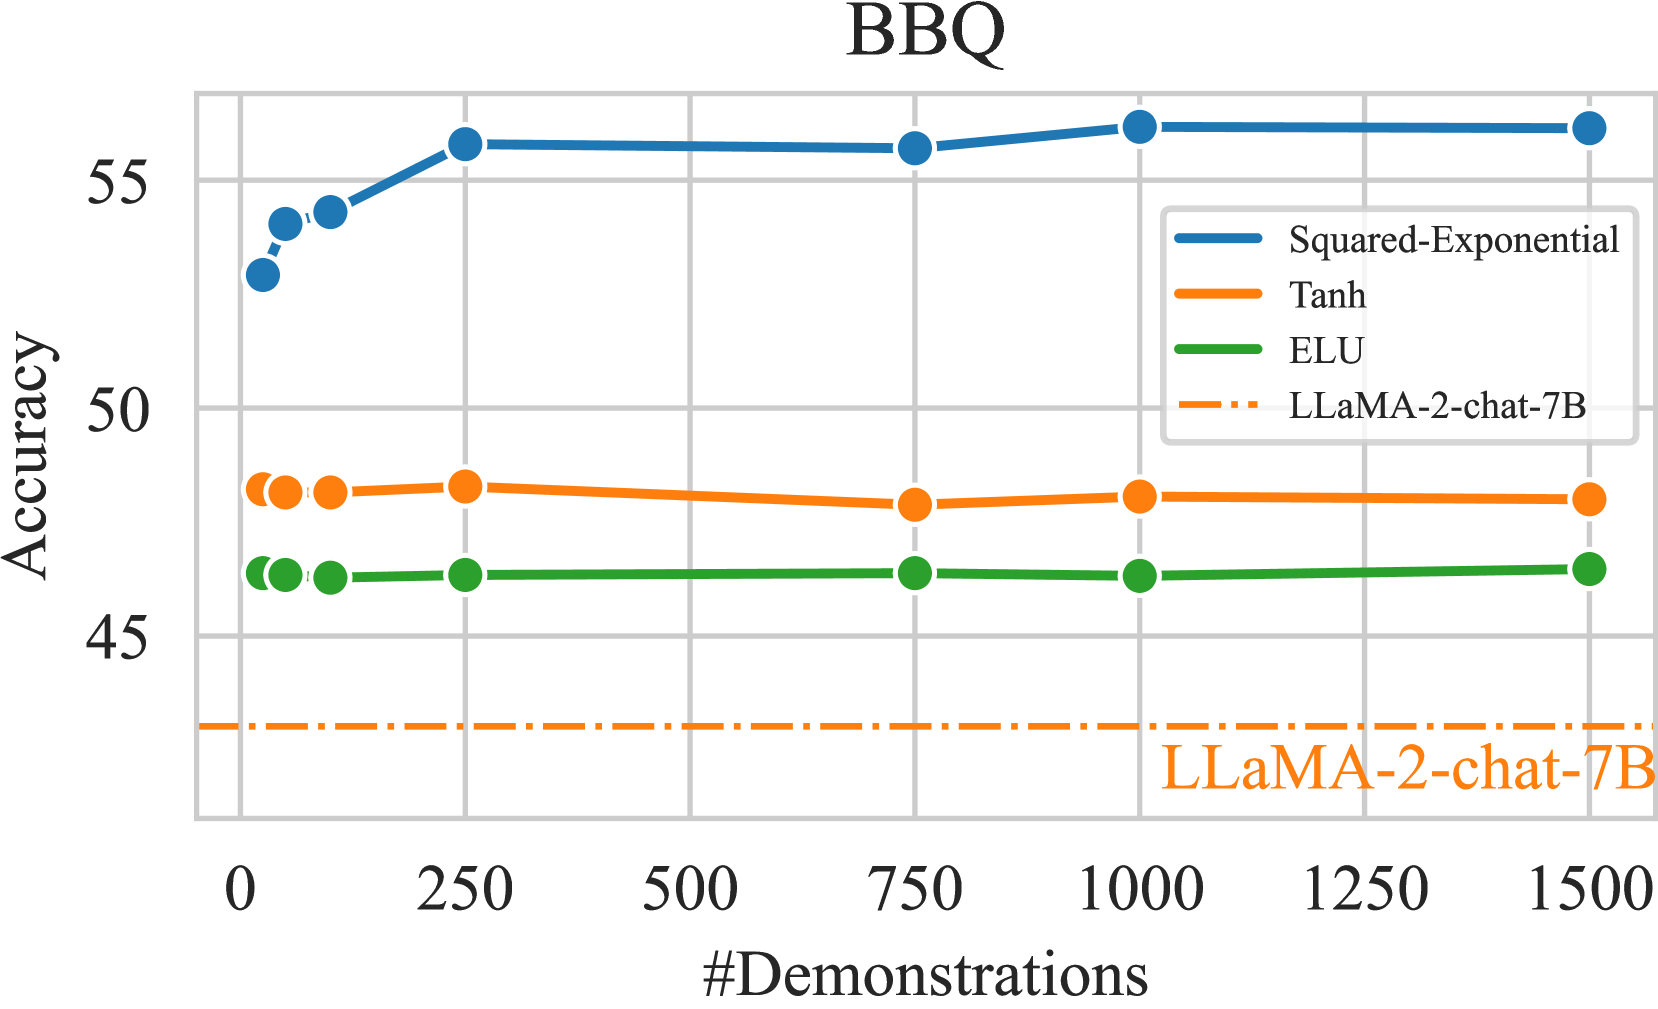 BBQ
Accuracy
55
50
45
Squared-Exponential
Tanh
ELU
LLaMA-2-chat-7B
LLaMA-2-chat-7B
0 250 500 750 1000 1250 1500
#Demonstrations